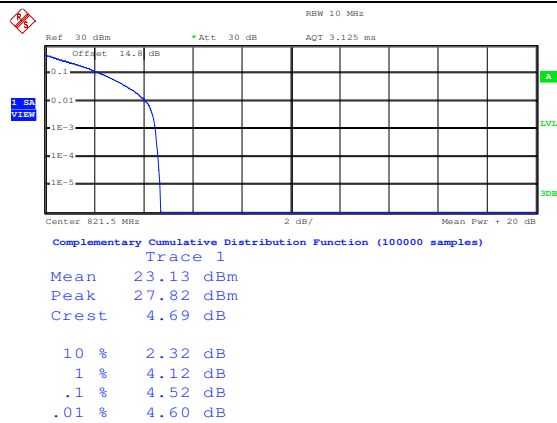 R S
RBW 10 MHz
Ref 30 dBm *Att 30 dB AQT 3.125 ms
Offset 14.8 dB
0.1
0.01
1E-3
1E-4
1E-5
1 SA
VIEW
A
LVL
3DB
Center 821.5 MHz 2 dB/ Mean Pwr + 20 dB
Complementary Cumulative Distribution Function (100000 samples)
Trace 1
Mean 23.13 dBm
Peak 27.82 dBm
Crest 4.69 dB
10 % 2.32 dB
1 % 4.12 dB
.1 % 4.52 dB
.01 % 4.60 dB